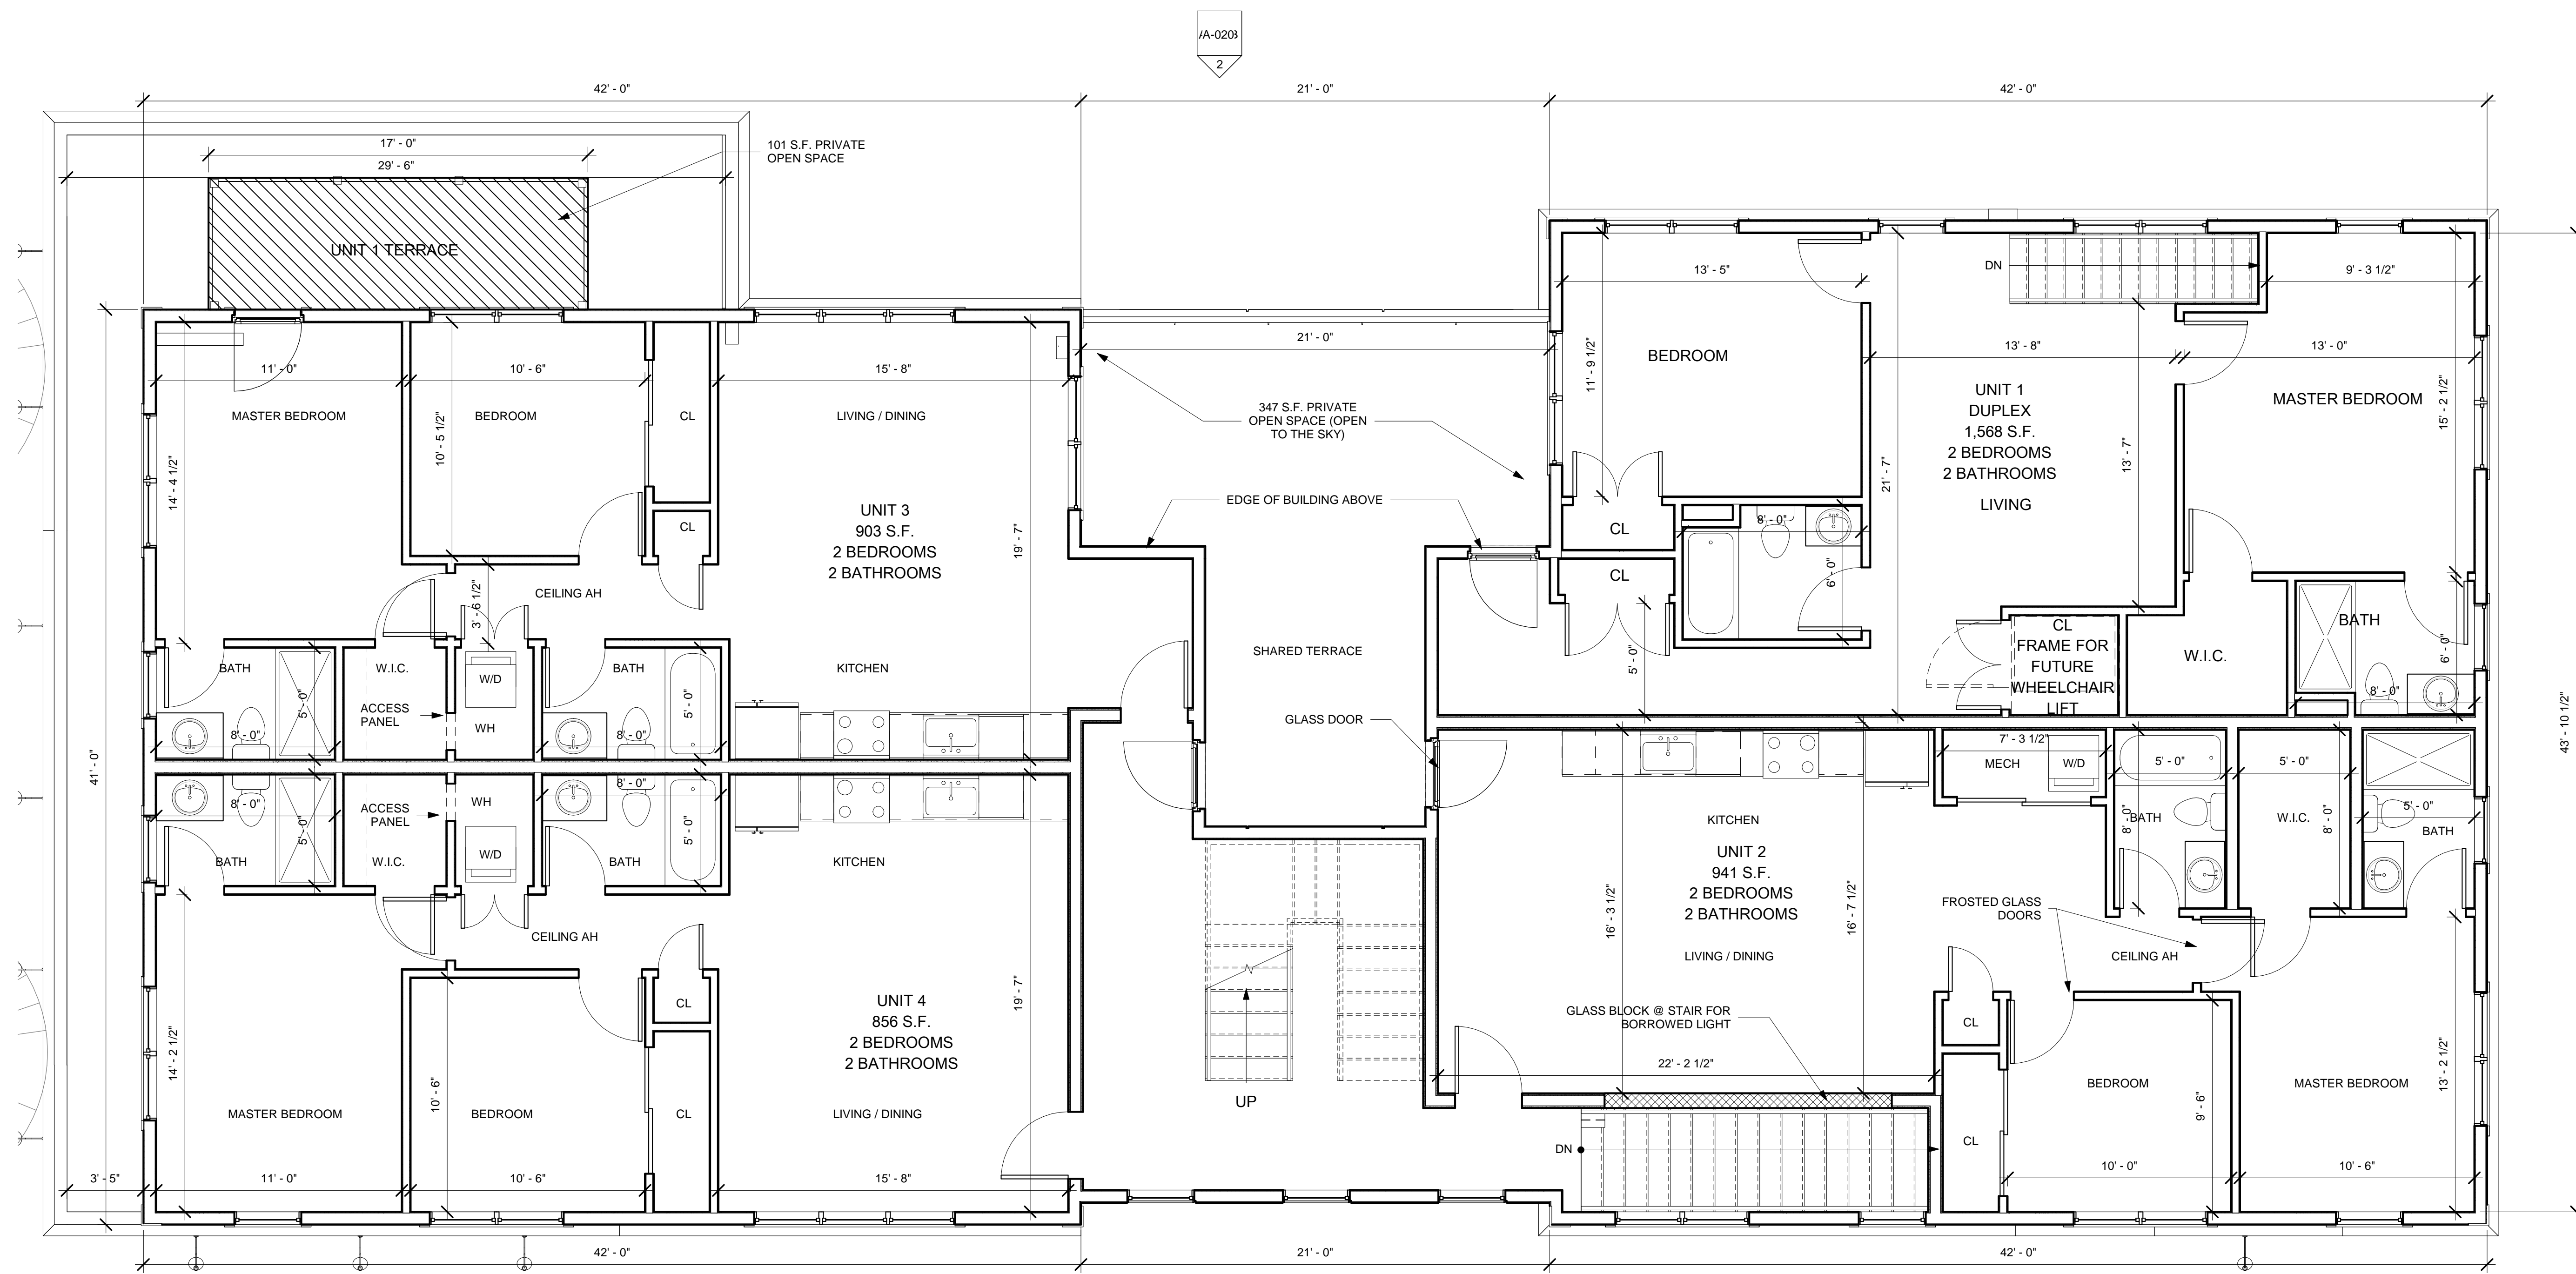 A-020
2
42' - 0"
21' - 0"
42' - 0"
17' - 0"
29' - 6"
101 S.F. PRIVATE
OPEN SPACE
UNIT 1 TERRACE
DN
13' - 5"
9' - 3 1/2"
21' - 0"
13' - 8"
13' - 0"
11' - 0"
10' - 6"
15' - 8"
MASTER BEDROOM
BEDROOM
CL
LIVING / DINING
14' - 4 1/2"
10' - 5 1/2"
347 S.F. PRIVATE
OPEN SPACE (OPEN
TO THE SKY)
11' - 9 1/2"
BEDROOM
UNIT 1
DUPLEX
1,568 S.F.
2 BEDROOMS
2 BATHROOMS
LIVING
MASTER BEDROOM
21' - 7"
13' - 7"
15' - 2 1/2"
EDGE OF BUILDING ABOVE
UNIT 3
903 S.F.
2 BEDROOMS
2 BATHROOMS
19' - 7"
CL
CL
8' - 0"
6' - 0"
CL
5' - 0"
3' - 6 1/2"
CEILING AH
SHARED TERRACE
CL
FRAME FOR
FUTURE
WHEELCHAIR
LIFT
W.I.C.
BATH
6' - 0"
8' - 0"
BATH
W.I.C.
W/D
BATH
KITCHEN
5' - 0"
5' - 0"
ACCESS
PANEL
WH
8' - 0"
8' - 0"
GLASS DOOR
41' - 0"
43' - 10 1/2"
7' - 3 1/2"
MECH
W/D
5' - 0"
5' - 0"
5' - 0"
8' - 0"
8' - 0"
ACCESS
PANEL
WH
5' - 0"
5' - 0"
BATH
W.I.C.
W/D
BATH
KITCHEN
KITCHEN
UNIT 2
941 S.F.
2 BEDROOMS
2 BATHROOMS
LIVING / DINING
16' - 3 1/2"
16' - 7 1/2"
8' - 0"
BATH
W.I.C.
8' - 0"
BATH
FROSTED GLASS
DOORS
CEILING AH
CEILING AH
UNIT 4
856 S.F.
2 BEDROOMS
2 BATHROOMS
19' - 7"
CL
14' - 2 1/2"
10' - 6"
MASTER BEDROOM
BEDROOM
CL
LIVING / DINING
UP
GLASS BLOCK @ STAIR FOR
BORROWED LIGHT
22' - 2 1/2"
CL
BEDROOM
MASTER BEDROOM
9' - 6"
13' - 2 1/2"
CL
DN
3' - 5"
11' - 0"
10' - 6"
15' - 8"
10' - 0"
10' - 6"
42' - 0"
21' - 0"
42' - 0"